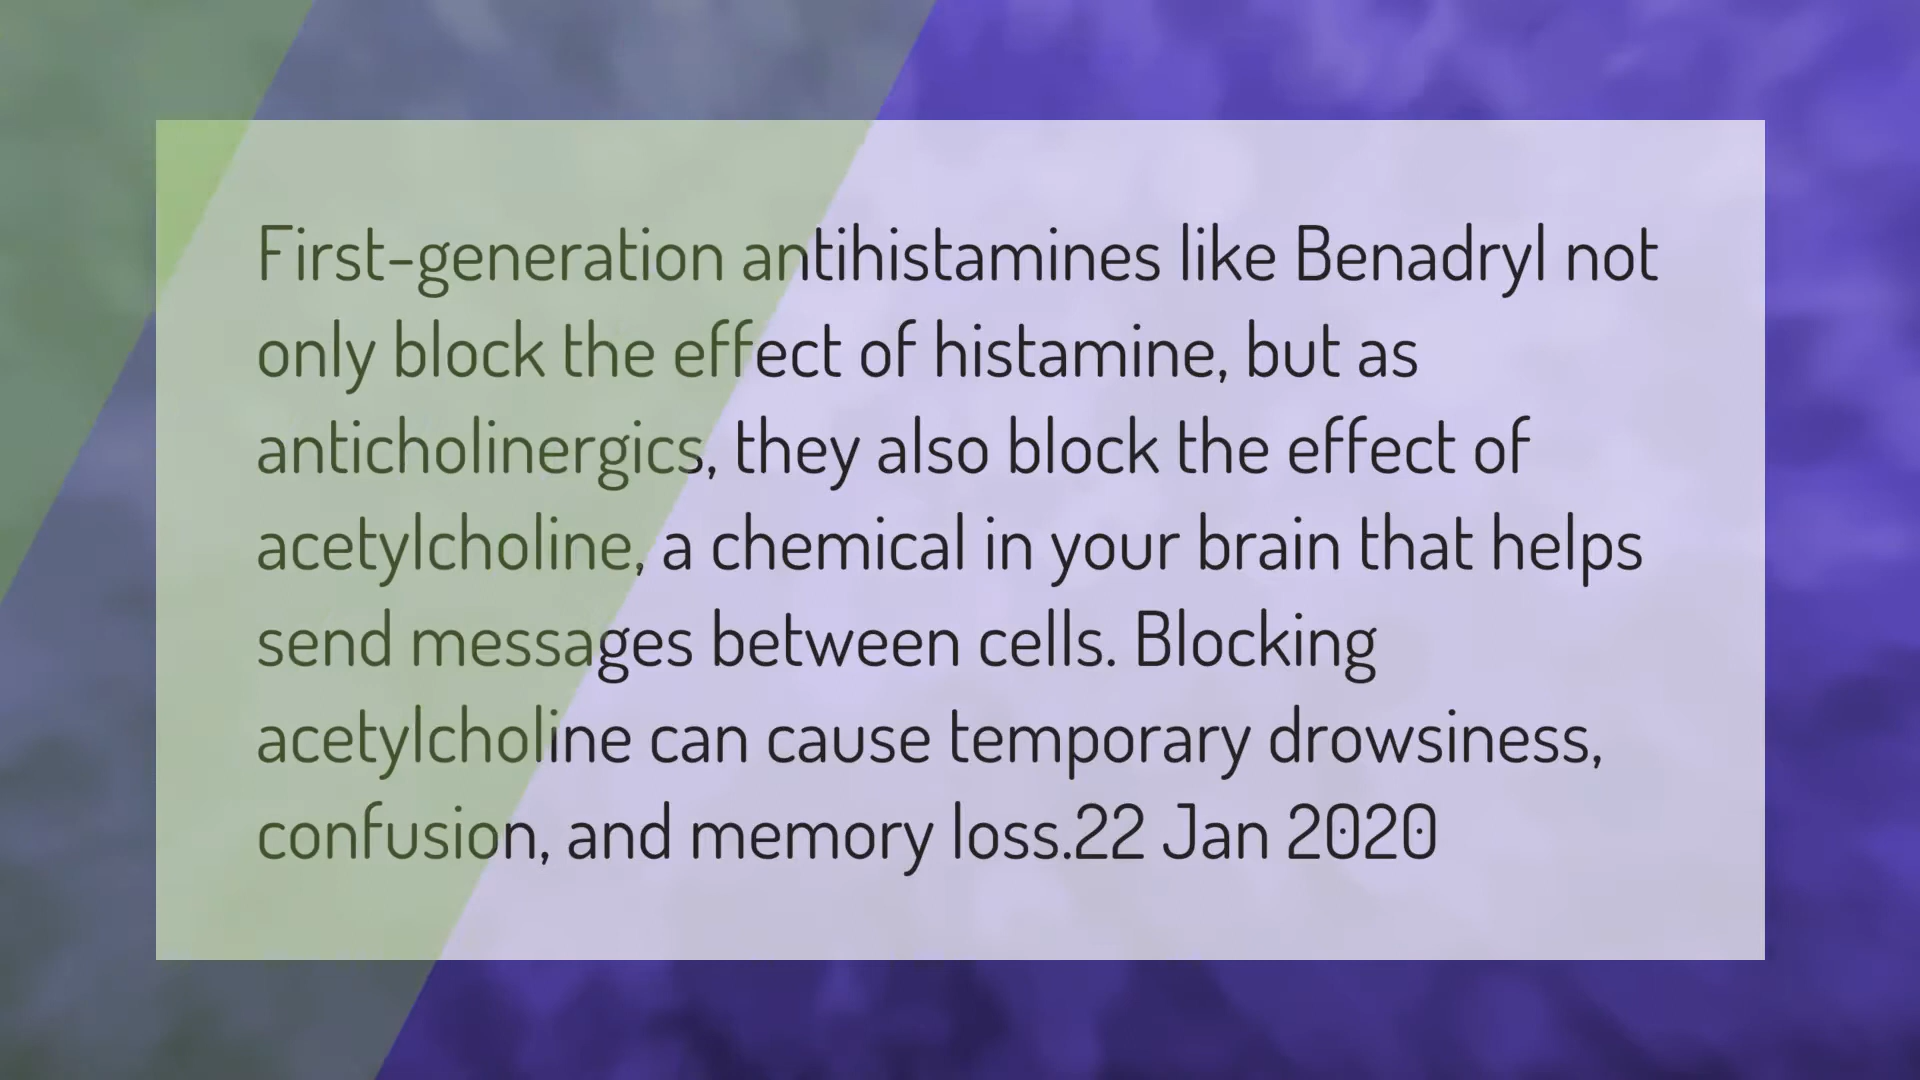 First-generation antihistamines like Benadryl not
only block the effect of histamine, but as
anticholinergics, they also block the effect of
acetylcholine, a chemical in your brain that helps
send messages between cells. Blocking
acetylcholine can cause temporary drowsiness,
confusion, and memory loss.22 Jan 2020